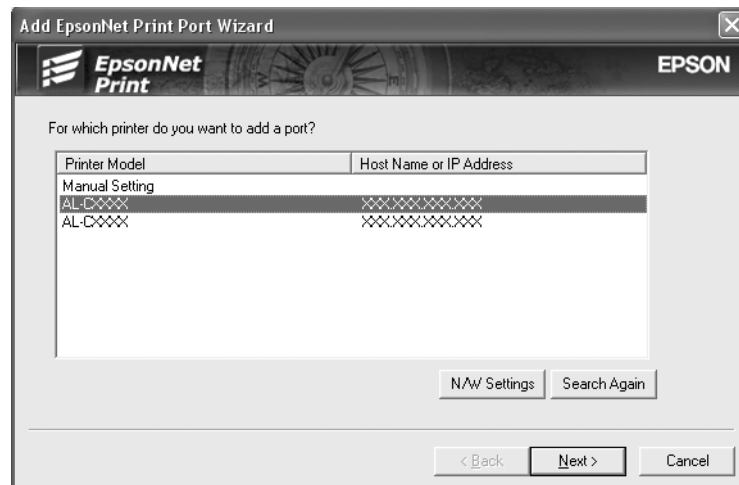 Add EpsonNet Print Port Wizard
EpsonNet
Print
EPSON
For which printer do you want to add a port?
Printer Model Host Name or IP Address
Manual Setting
AL-CXXXX XXX.XXX.XXX.XXX
AL-CXXXX XXX.XXX.XXX.XXX
N/W Settings Search Again
< Back Next > Cancel